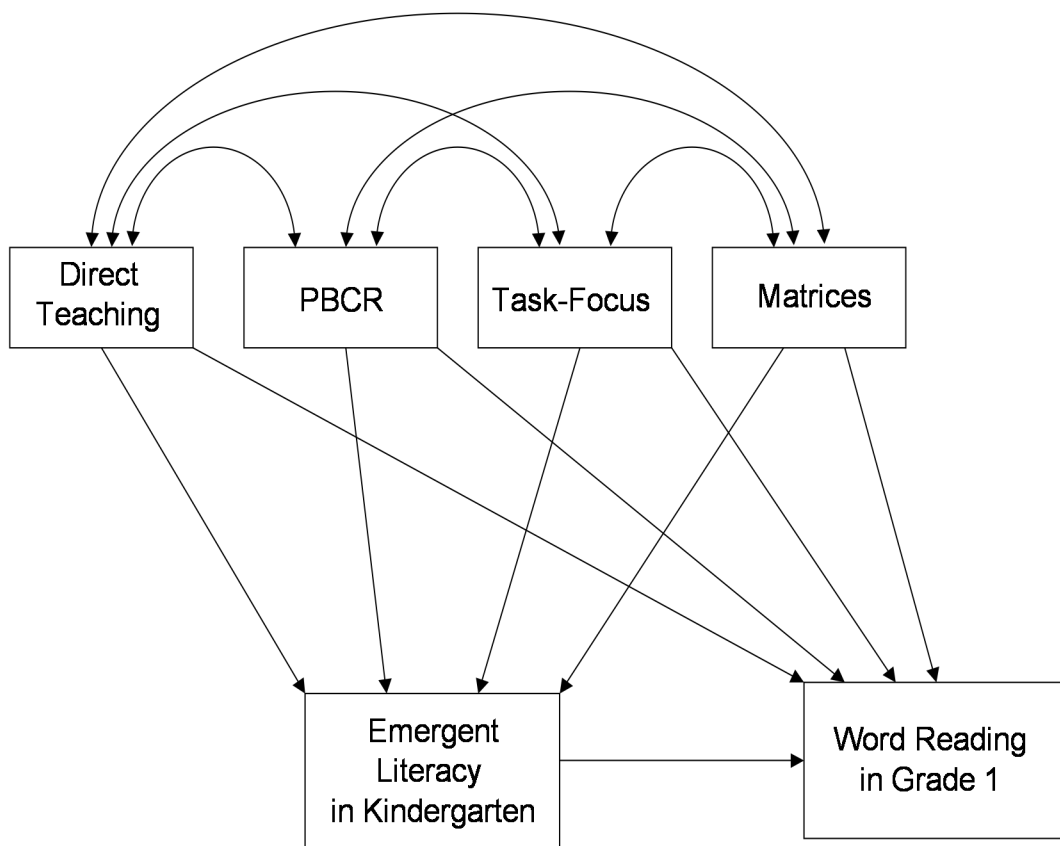 Direct
Teaching
PBCR
Task-Focus
Matrices
Emergent
Literacy
in Kindergarten
Word Reading
in Grade 1